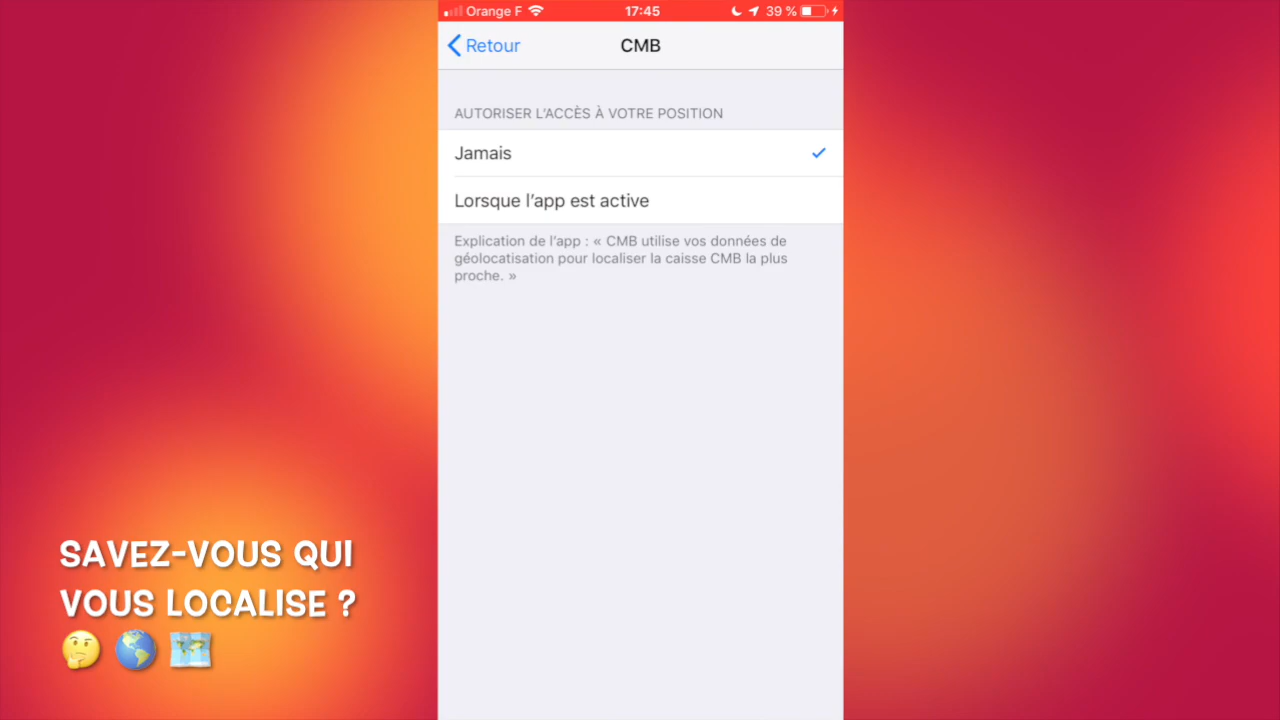 Orange F 17:45 39 %
Retour CMB
AUTORISER L'ACCÈS À VOTRE POSITION
Jamais
Lorsque l'app est active
Explication de l'app : « CMB utilise vos données de
géolocatisation pour localiser la caisse CMB la plus
proche. »
SAVEZ-VOUS QUI
VOUS LOCALISE ?